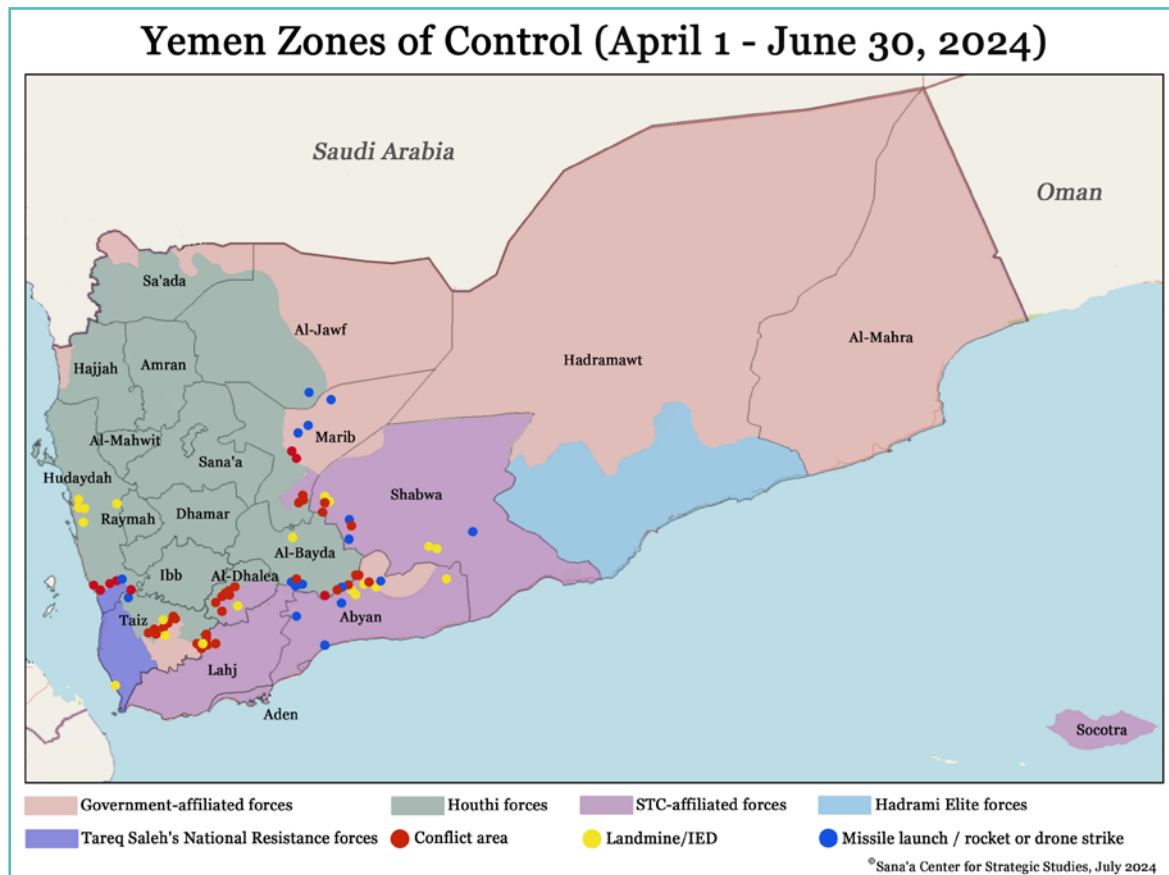 Yemen Zones of Control (April 1 - June 30, 2024)
Saudi Arabia
Oman
Sa'ada
Al-Jawf
Al-Mahra
Hadramawt
Hajjah
Amran
Al-Mahwit
Marib
Sana'a
Hudaydah
Shabwa
Raymah
Dhamar
Al-Bayda
Ibb
Al-Dhalea
Taiz
Abyan
Lahj
Aden
Socotra
Government-affiliated forces
Houthi forces
STC-affiliated forces
Hadrami Elite forces
Tareq Saleh's National Resistance forces
Conflict area
Landmine/IED
Missile launch / rocket or drone strike
©Sana'a Center for Strategic Studies, July 2024